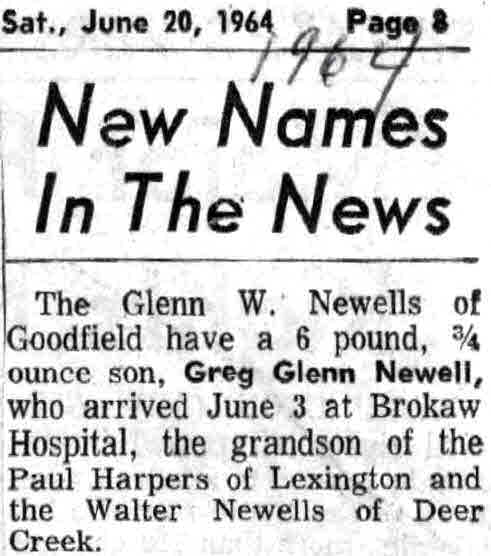 Sat., June 20, 1964 Page 8
1964
New Names
In The News
The Glenn W. Newells of
Goodfield have a 6 pound, ¾
ounce son, Greg Glenn Newell,
who arrived June 3 at Brokaw
Hospital, the grandson of the
Paul Harpers of Lexington and
the Walter Newells of Deer
Creek.